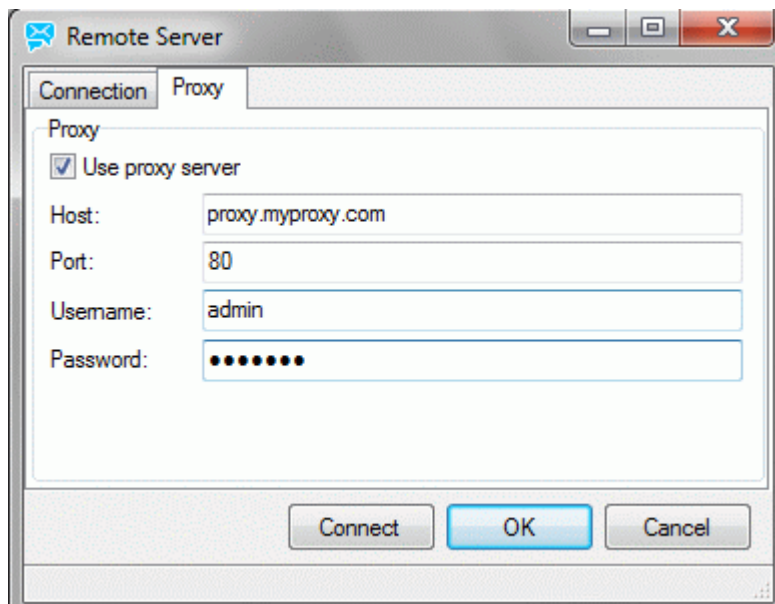 Remote Server
Connection Proxy
Proxy
Use proxy server
Host: proxy.myproxy.com
Port: 80
Username: admin
Password: •••••••
Connect OK Cancel